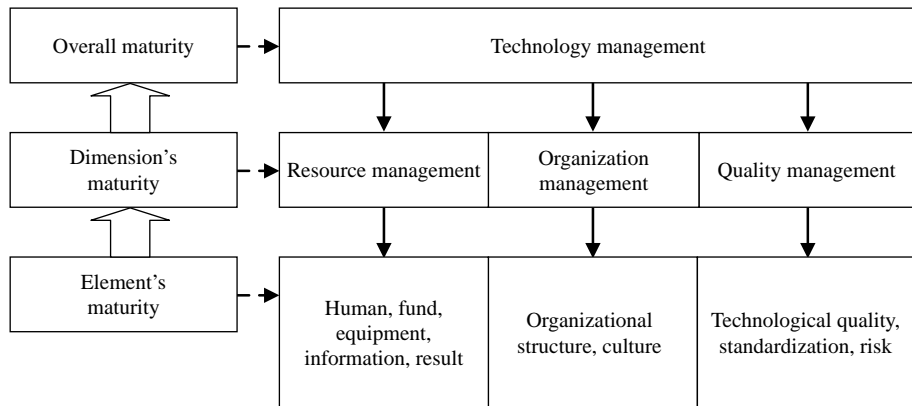 Overall maturity
Technology management
Dimension's
maturity
Resource management
Organization
management
Quality management
Element's
maturity
Human, fund,
equipment,
information, result
Organizational
structure, culture
Technological quality,
standardization, risk